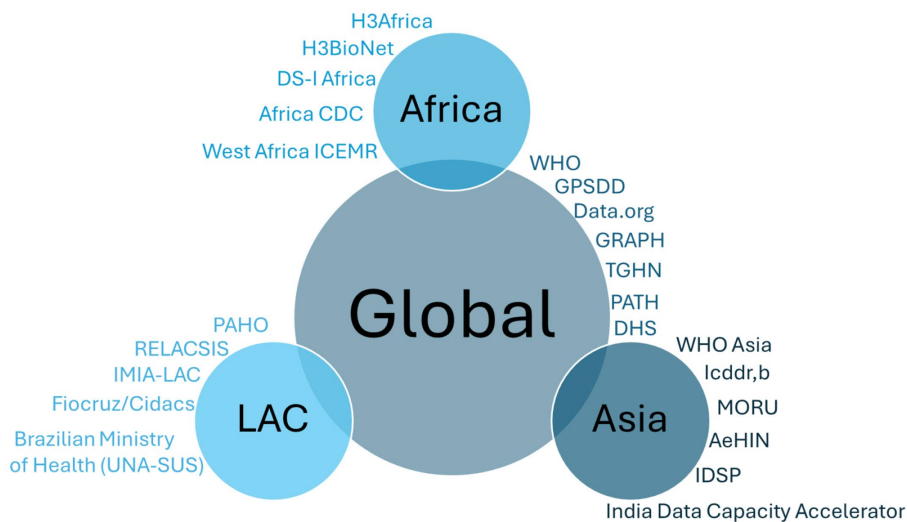 H3Africa
H3BioNet
DS-I Africa
Africa CDC
West Africa ICEMR
Africa
WHO
GPSDD
Data.org
GRAPH
TGHN
PATH
DHS
Global
PAHO
RELACSIS
IMIA-LAC
Fiocruz/Cidacs
Brazilian Ministry
of Health (UNA-SUS)
LAC
WHO Asia
Icddr,b
MORU
AeHIN
IDSP
India Data Capacity Accelerator
Asia